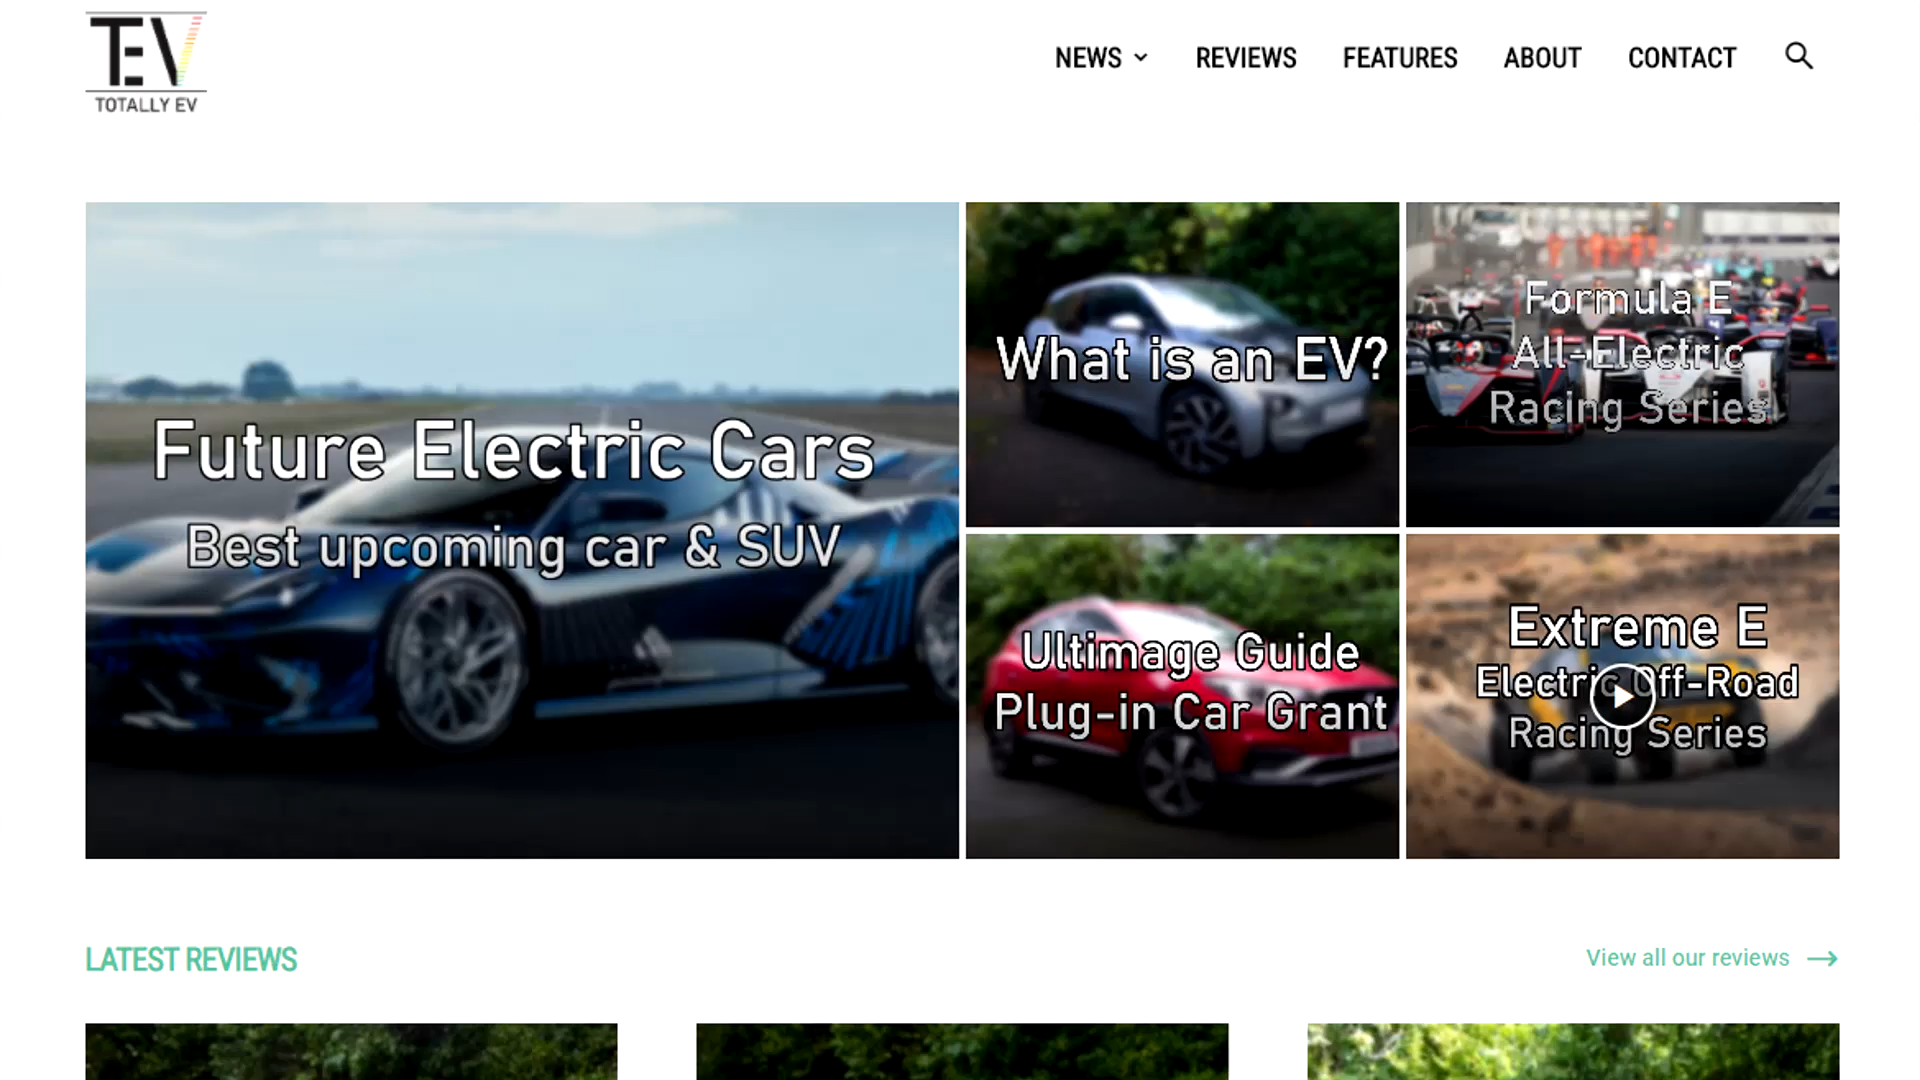 TEV
TOTALLY EV
NEWS
REVIEWS
FEATURES
ABOUT
CONTACT
Future Electric Cars
Best upcoming car & SUV
What is an EV?
Formula E
All-Electric
Racing Series
Ultimage Guide
Plug-in Car Grant
Extreme E
Electric Off-Road
Racing Series
LATEST REVIEWS
View all our reviews